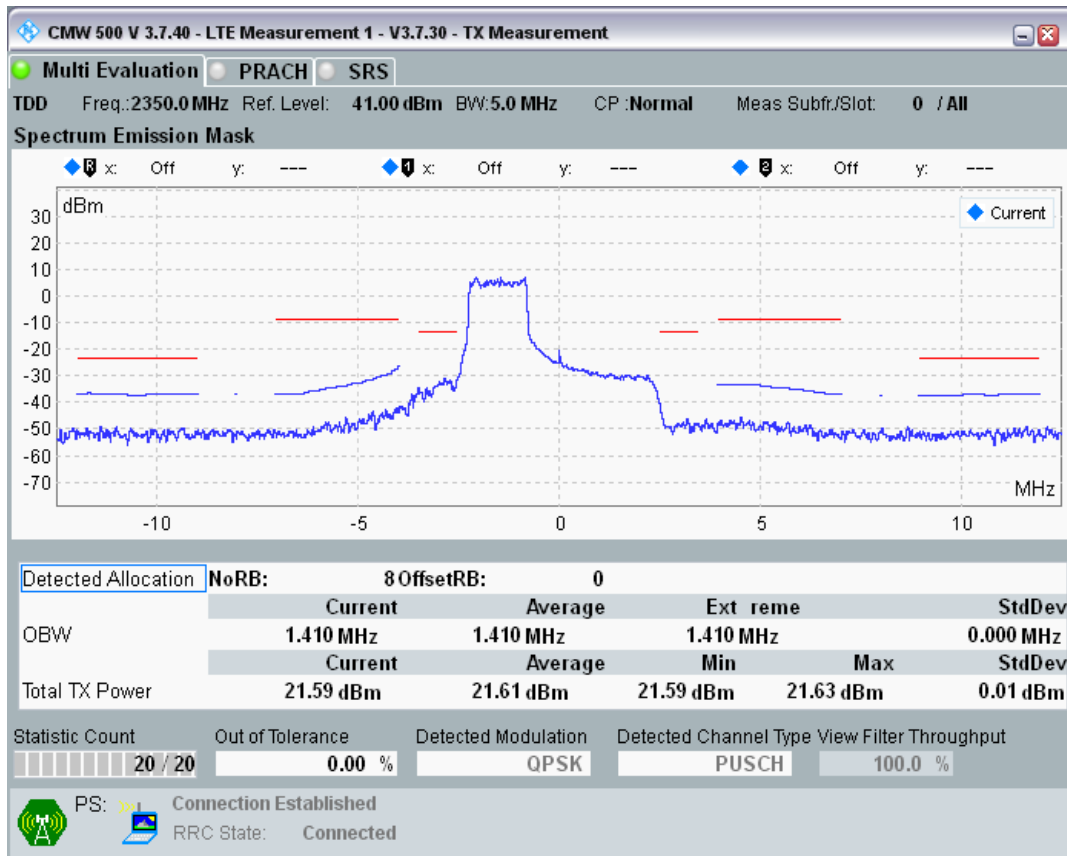 CMW 500 V 3.7.40 - LTE Measurement 1 - V3.7.30 - TX Measurement
Multi Evaluation PRACH SRS
TDD Freq.:2350.0 MHz Ref. Level: 41.00 dBm BW:5.0 MHz CP :Normal Meas Subfr./Slot: 0 / All
Spectrum Emission Mask
R x: Off y: --- 1 x: Off y: --- 2 x: Off y: ---
dBm
Current
30
20
10
0
-10
-20
-30
-40
-50
-60
-70
MHz
-10 -5 0 5 10
Detected Allocation NoRB: 8 OffsetRB: 0
Current Average Ext reme StdDev
OBW 1.410 MHz 1.410 MHz 1.410 MHz 0.000 MHz
Current Average Min Max StdDev
Total TX Power 21.59 dBm 21.61 dBm 21.59 dBm 21.63 dBm 0.01 dBm
Statistic Count Out of Tolerance Detected Modulation Detected Channel Type View Filter Throughput
20 / 20 0.00 % QPSK PUSCH 100.0 %
PS: Connection Established
RRC State: Connected